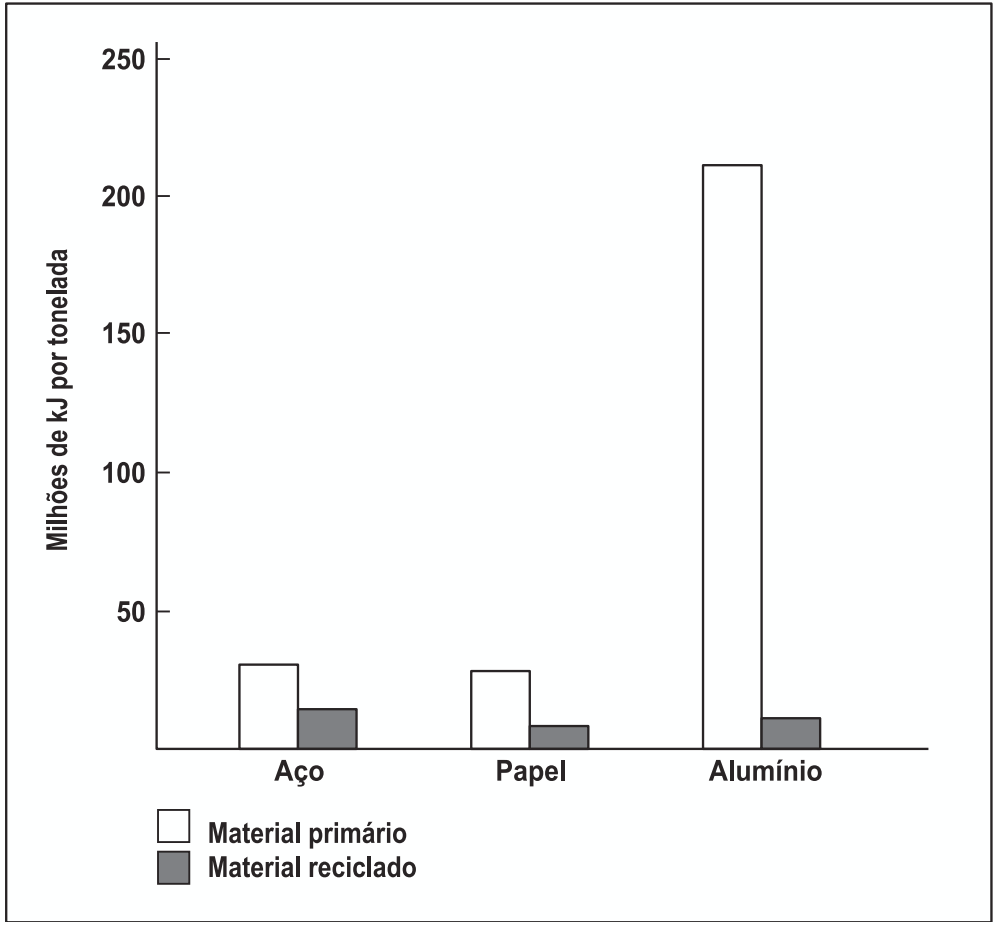 250
200
150
100
50
Milhões de kJ por tonelada
Aço Papel Alumínio
Material primário
Material reciclado